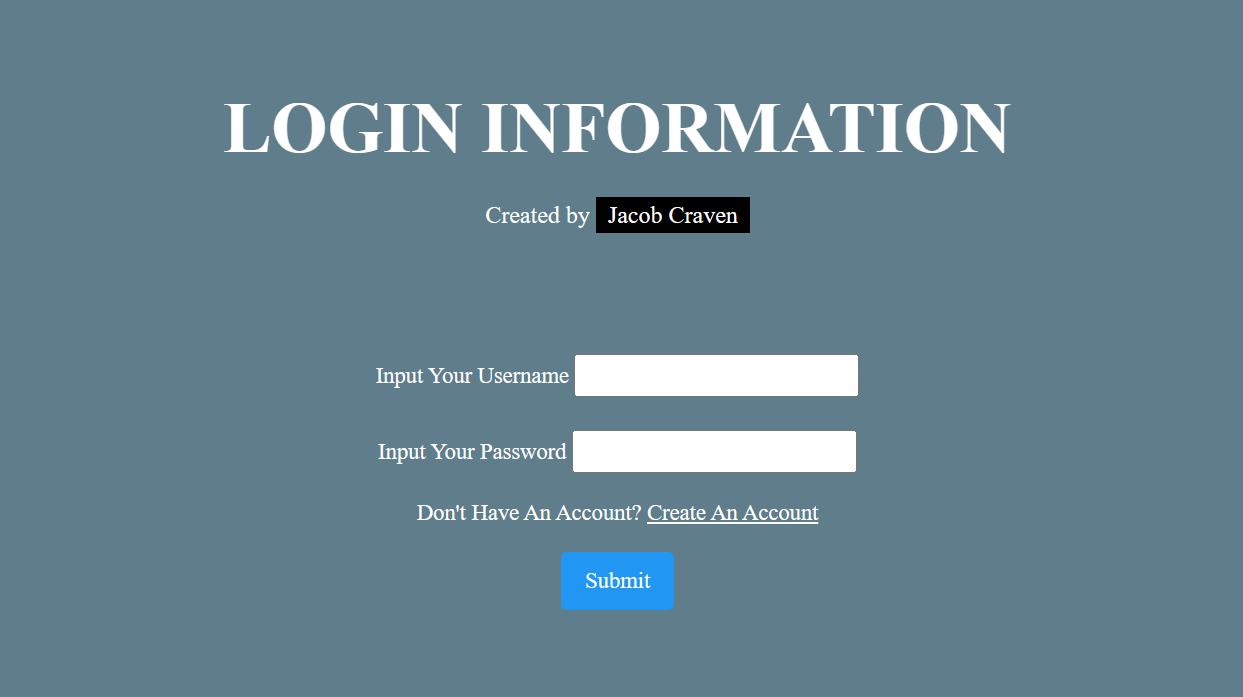 LOGIN INFORMATION
Created by Jacob Craven
Input Your Username
Input Your Password
Don't Have An Account? Create An Account
Submit